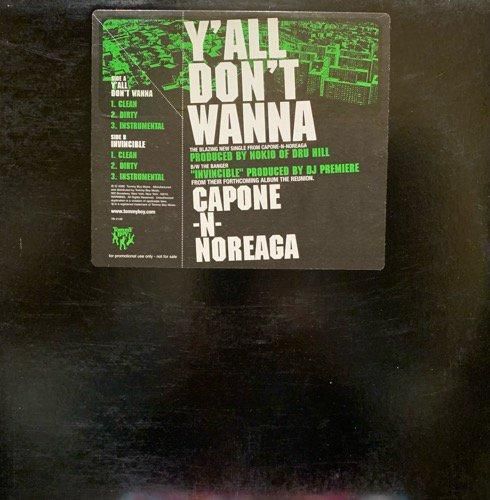 SIDE A
Y'ALL
DON'T WANNA
1. CLEAN
2. DIRTY
3. INSTRUMENTAL
SIDE B
INVINCIBLE
1. CLEAN
2. DIRTY
3. INSTRUMENTAL
www.tommyboy.com
Tommy Boy
for promotional use only - not for sale
Y'ALL
DON'T
WANNA
THE BLAZING NEW SINGLE FROM CAPONE-N-NOREAGA
PRODUCED BY NOKIO OF DRU HILL
B/W THE BANGER
"INVINCIBLE" PRODUCED BY DJ PREMIERE
FROM THEIR FORTHCOMING ALBUM THE REUNION.
CAPONE
-N-
NOREAGA